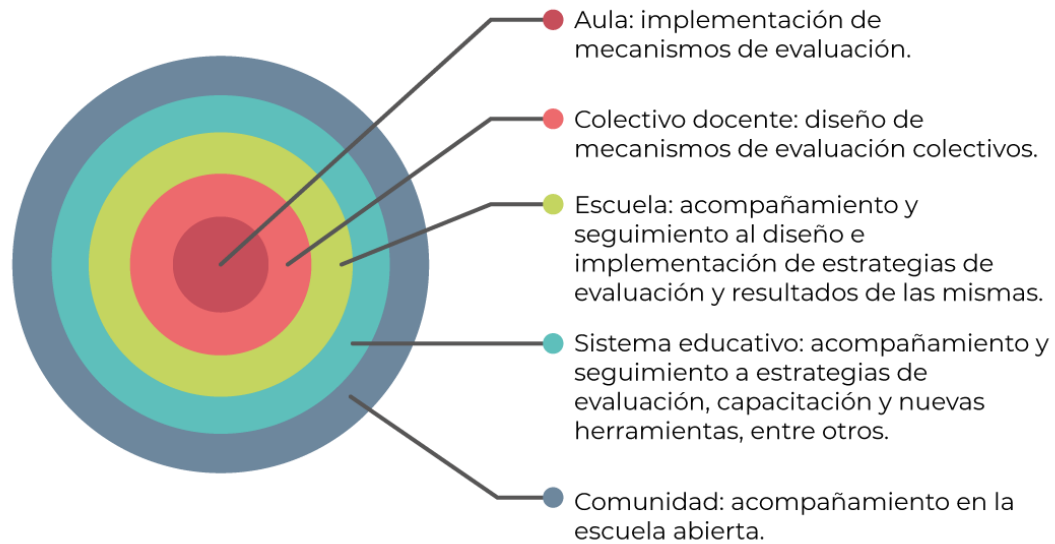 Aula: implementación de
mecanismos de evaluación.
Colectivo docente: diseño de
mecanismos de evaluación colectivos.
Escuela: acompañamiento y
seguimiento al diseño e
implementación de estrategias de
evaluación y resultados de las mismas.
Sistema educativo: acompañamiento y
seguimiento a estrategias de
evaluación, capacitación y nuevas
herramientas, entre otros.
Comunidad: acompañamiento en la
escuela abierta.